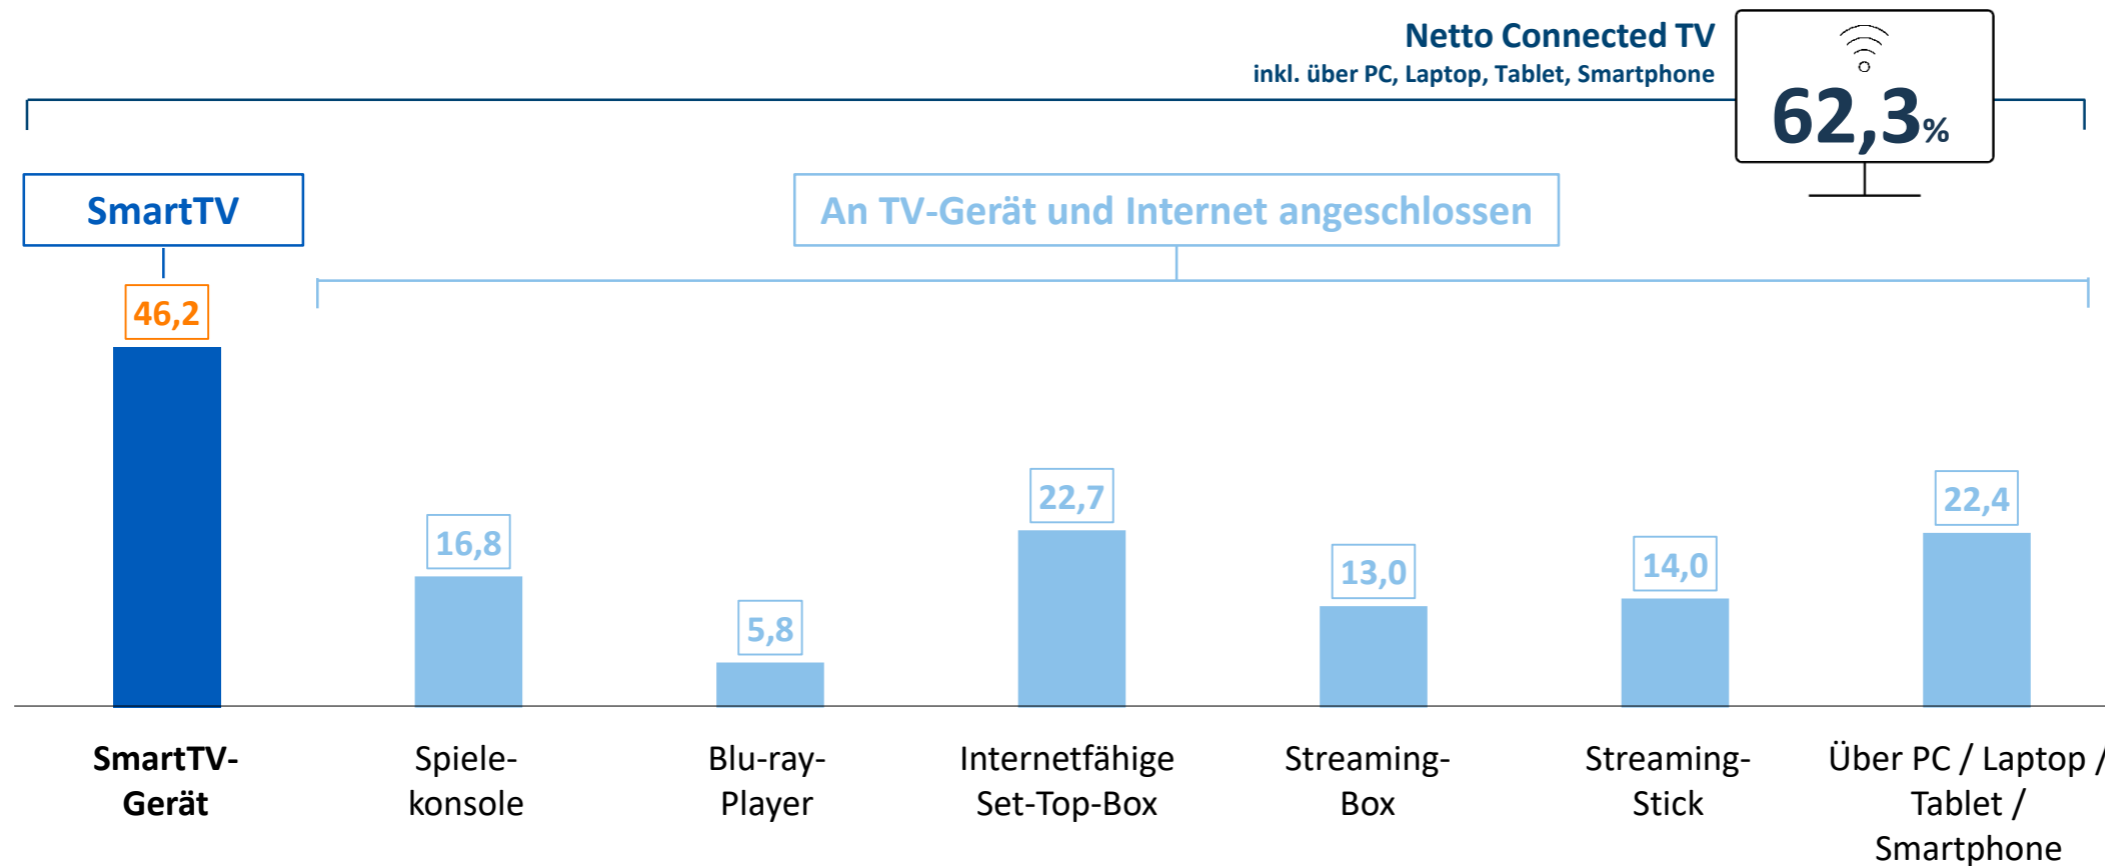 Netto Connected TV
inkl. über PC, Laptop, Tablet, Smartphone
62,3%
SmartTV
An TV-Gerät und Internet angeschlossen
46,2
16,8
5,8
22,7
13,0
14,0
22,4
SmartTV-
Gerät
Spiele-
konsole
Blu-ray-
Player
Internetfähige
Set-Top-Box
Streaming-
Box
Streaming-
Stick
Über PC / Laptop /
Tablet /
Smartphone